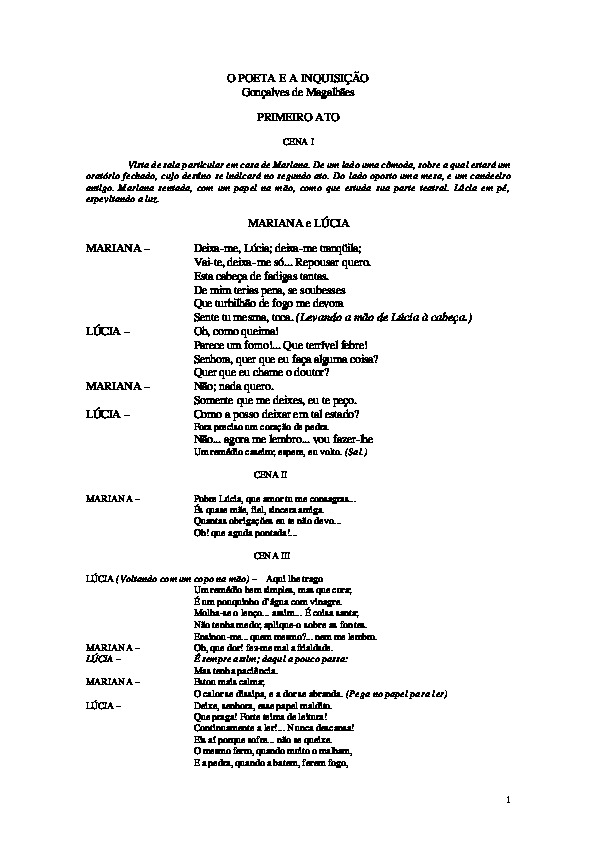 O POETA E A INQUISIÇÃO
Gonçalves de Magalhães
PRIMEIRO ATO
CENA I
Vista de sala particular em casa de Mariana. De um lado uma cômoda, sobre a qual estará um
oratório fechado, cujo destino se indicará no segundo ato. Do lado oposto uma mesa, e um candeeiro
antigo. Mariana sentada, com um papel na mão, como que estuda sua parte teatral. Lúcia em pé,
espevitando a luz.
MARIANA e LÚCIA
MARIANA – Deixa-me, Lúcia; deixa-me tranqüila;
Vai-te, deixa-me só... Repousar quero.
Esta cabeça de fadigas tantas.
De mim terias pena, se soubesses
Que turbilhão de fogo me devora
Sente tu mesma, toca. (Levando a mão de Lúcia à cabeça.)
LÚCIA – Oh, como queima!
Parece um forno!... Que terrível febre!
Senhora, quer que eu faça alguma coisa?
Quer que eu chame o doutor?
MARIANA – Não; nada quero.
Somente que me deixes, eu te peço.
LÚCIA – Como a posso deixar em tal estado?
Fora preciso um coração de pedra.
Não... agora me lembro... vou fazer-lhe
Um remédio caseiro; espere, eu volto. (Sai.)
CENA II
MARIANA – Pobre Lúcia, que amor tu me consagras...
És quase mãe, fiel, sincera amiga.
Quantas obrigações eu te não devo...
Oh! que aguda pontada!...
CENA III
LÚCIA (Voltando com um copo na mão) – Aqui lhe trago
Um remédio bem simples, mas que cura;
É um pouquinho d'água com vinagre.
Molha-se o lenço... assim... É coisa santa;
Não tenha medo; aplique-o sobre as fontes.
Ensinou-me... quem mesmo?... nem me lembro.
MARIANA – Oh, que dor! fez-me mal a frialdade.
LÚCIA – É sempre assim; daqui a pouco passa:
Mas tenha paciência.
MARIANA – Estou mais calma;
O calor se dissipa, e a dor se abranda. (Pega no papel para ler)
LÚCIA – Deixe, senhora, esse papel maldito.
Que praga! Forte teima de leitura!
Continuamente a ler!... Nunca descansa!
Eis aí porque sofre... não se queixe.
O mesmo ferro, quando muito o malham,
E a pedra, quando a batem, ferem fogo,
1